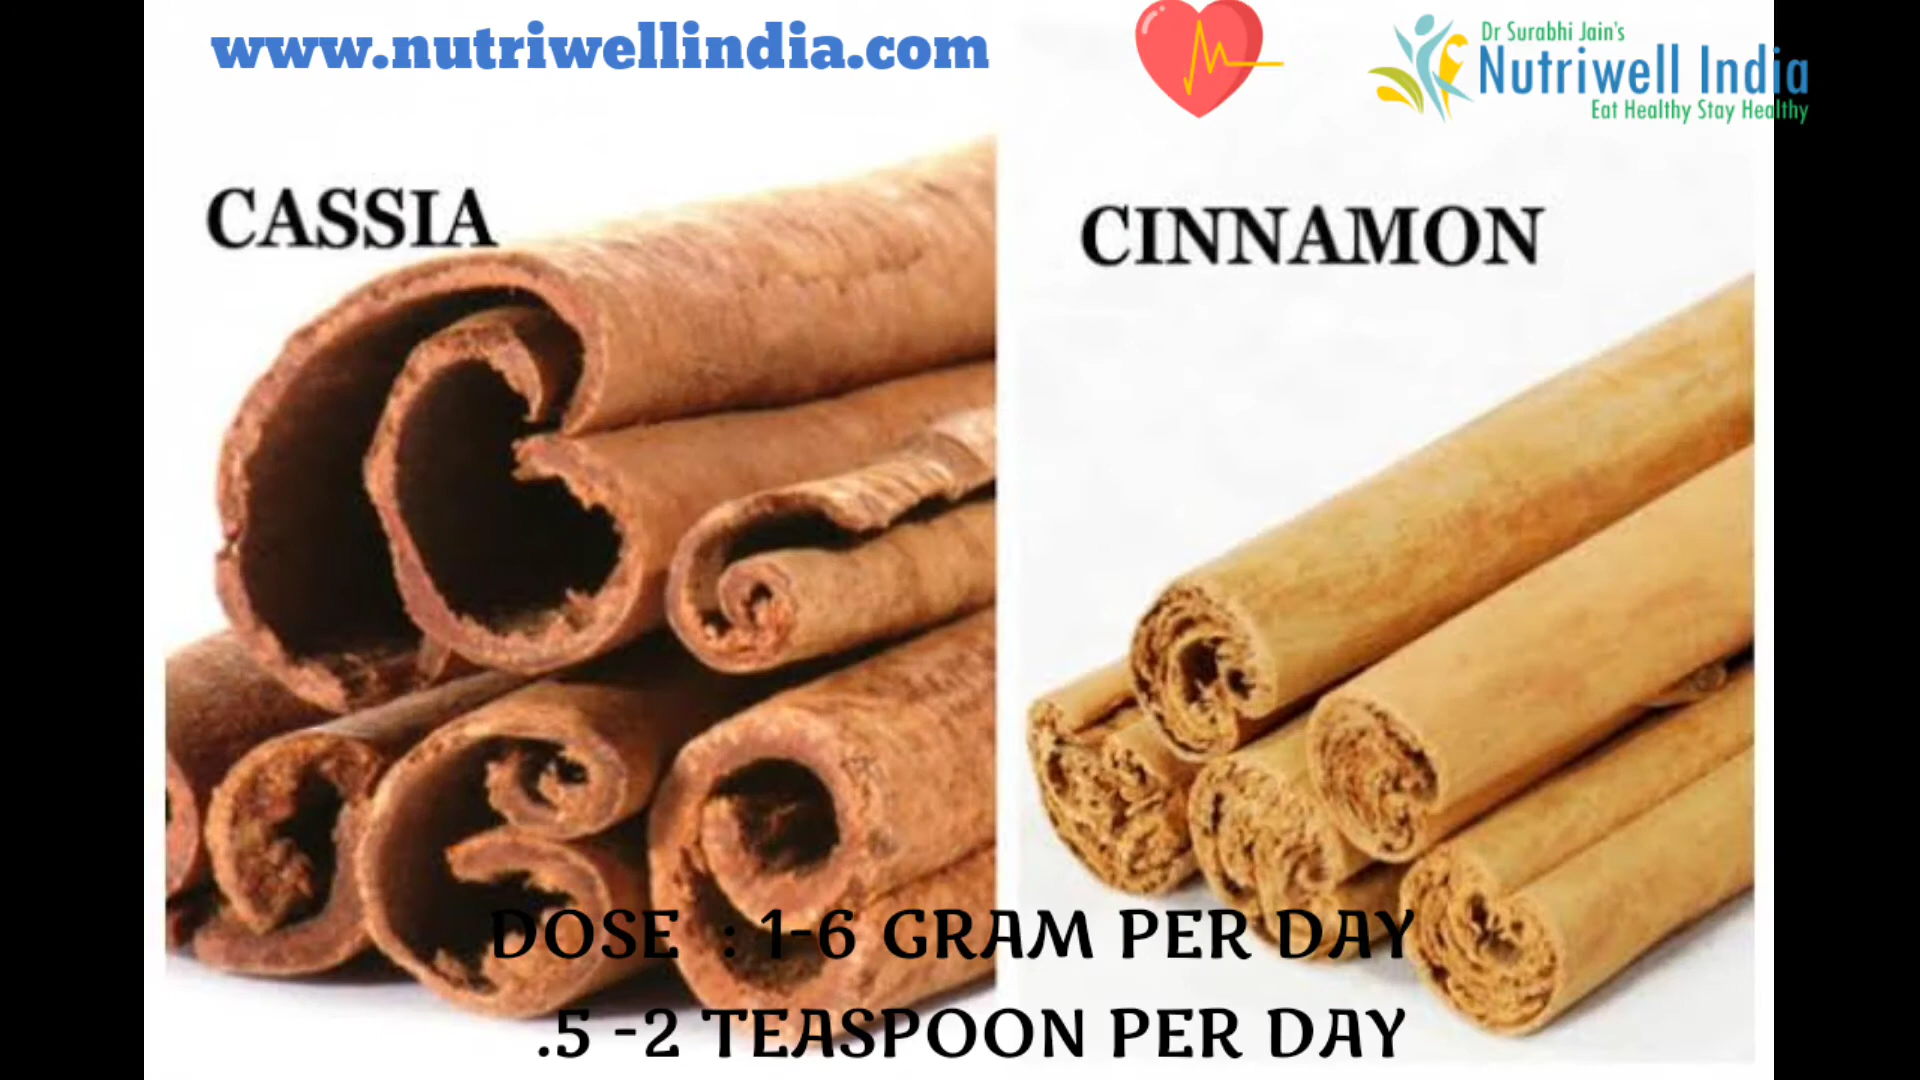 www.nutriwellindia.com
Dr Surabhi Jain's
Nutriwell India
Eat Healthy Stay Healthy
CASSIA
CINNAMON
DOSE : 1-6 GRAM PER DAY
.5 -2 TEASPOON PER DAY